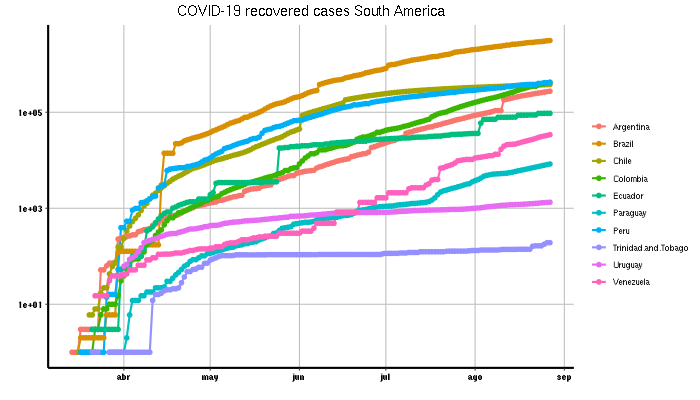 COVID-19 recovered cases South America
1e+05
1e+03
1e+01
abr may jun jul ago sep
Argentina
Brazil
Chile
Colombia
Ecuador
Paraguay
Peru
Trinidad.and.Tobago
Uruguay
Venezuela